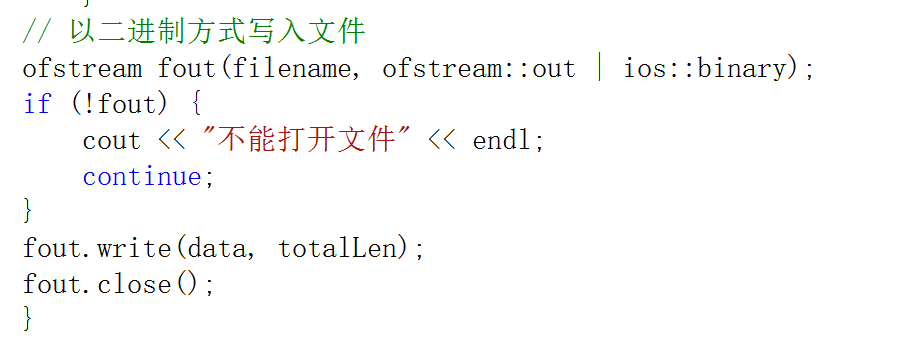 }
// 以二进制方式写入文件
ofstream fout(filename, ofstream::out | ios::binary);
if (!fout) {
    cout << "不能打开文件" << endl;
    continue;
}
fout.write(data, totalLen);
fout.close();
}